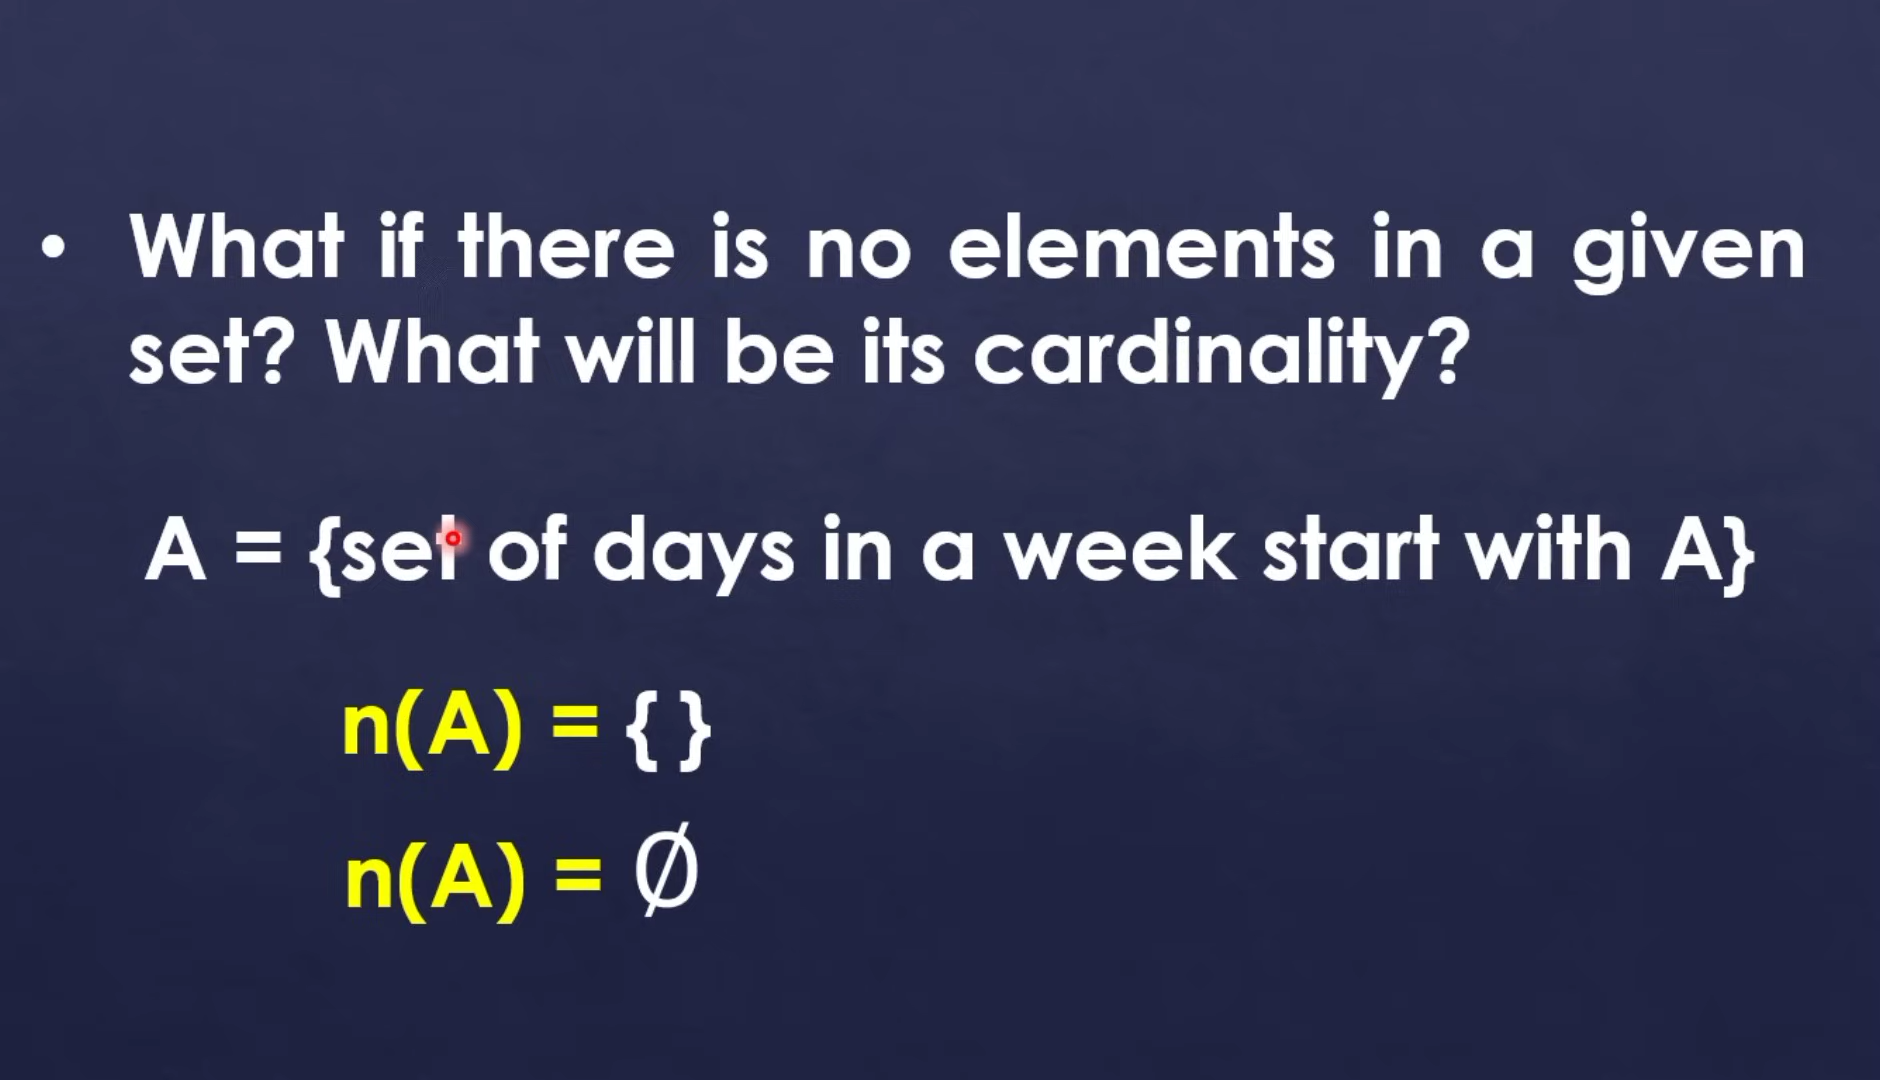 • What if there is no elements in a given
set? What will be its cardinality?
A = {set of days in a week start with A}
n(A) = { }
n(A) = Ø